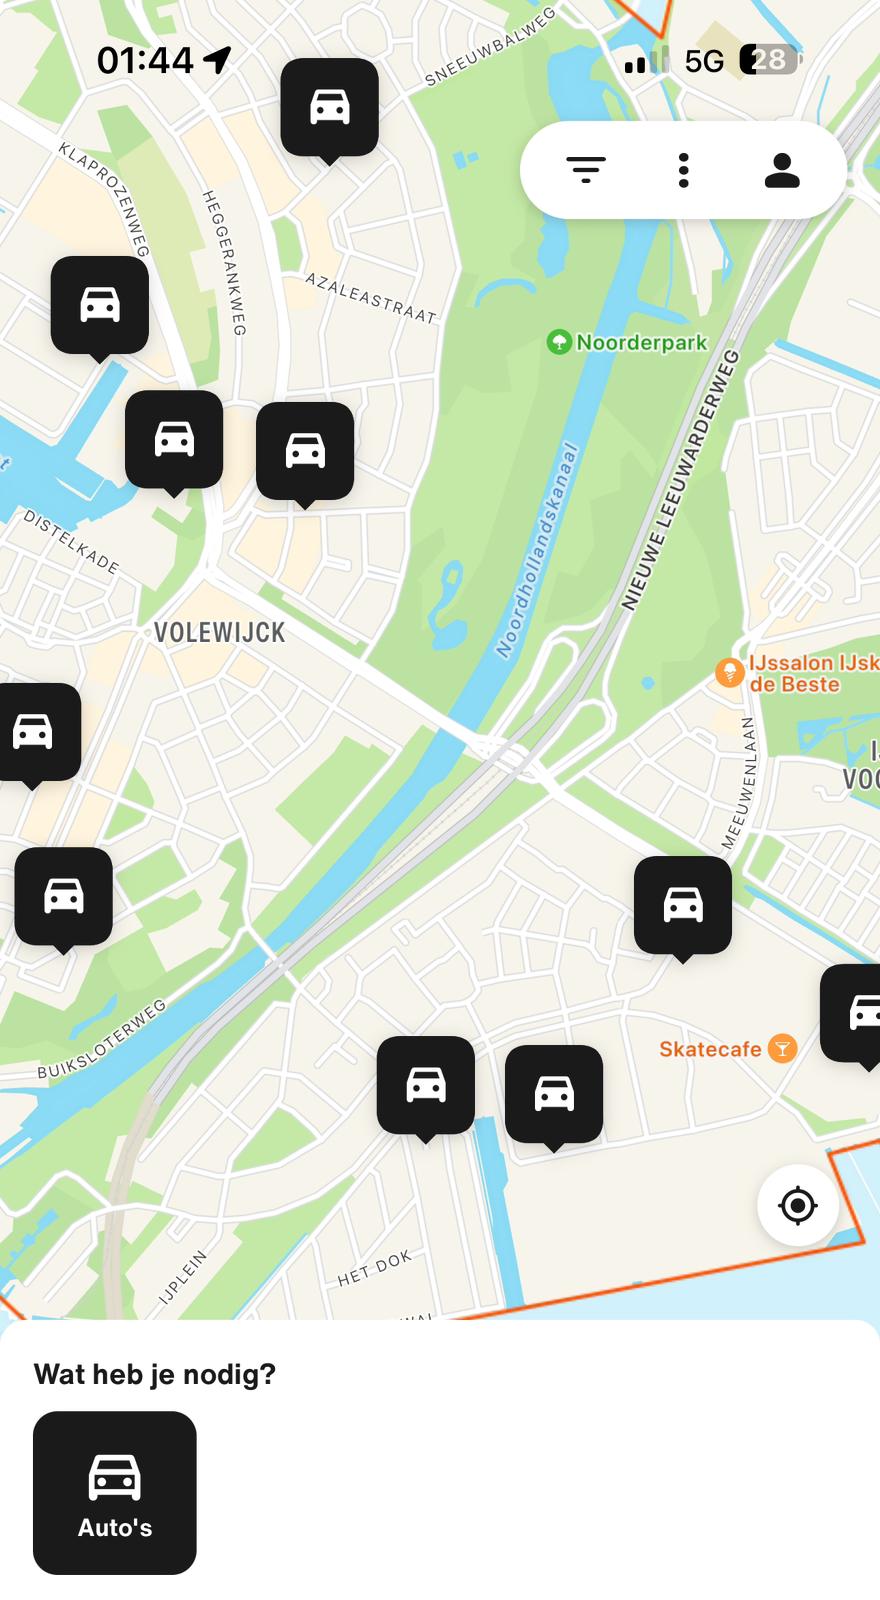 01:44
5G
28
SNEEUWBALWEG
KLAPROZENWEG
HEGGERANKWEG
AZALEASTRAAT
Noorderpark
NIEUWE LEEUWARDERWEG
Noordhollandskanaal
t
DISTELKADE
VOLEWIJCK
IJssalon IJsk
de Beste
I
VOO
MEEUWENLAAN
BUIKSLOTERWEG
Skatecafe
IJPLEIN
HET DOK
Wat heb je nodig?
Auto's